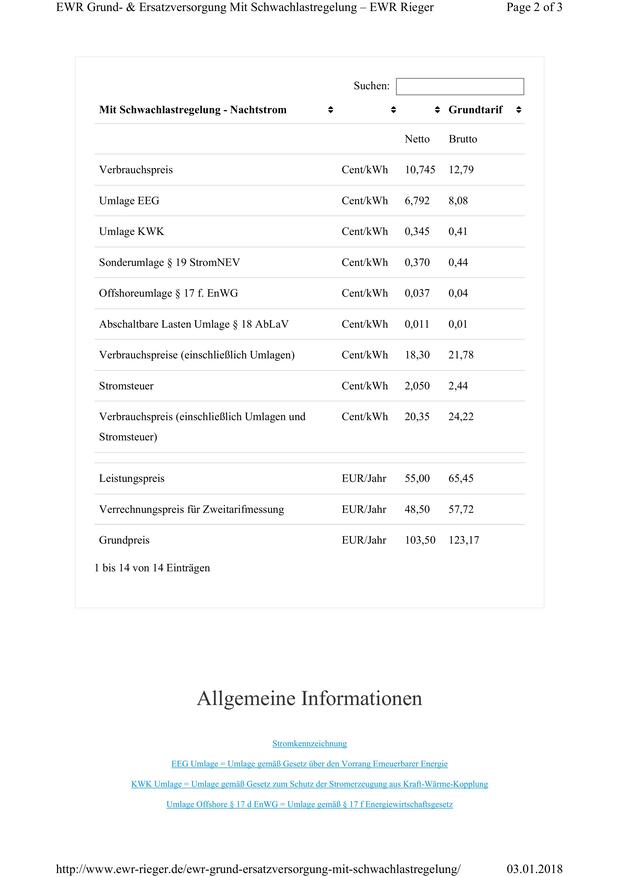 EWR Grund- & Ersatzversorgung Mit Schwachlastregelung – EWR Rieger Page 2 of 3
Suchen:
Mit Schwachlastregelung - Nachtstrom Grundtarif
Netto Brutto
Verbrauchspreis Cent/kWh 10,745 12,79
Umlage EEG Cent/kWh 6,792 8,08
Umlage KWK Cent/kWh 0,345 0,41
Sonderumlage § 19 StromNEV Cent/kWh 0,370 0,44
Offshoreumlage § 17 f. EnWG Cent/kWh 0,037 0,04
Abschaltbare Lasten Umlage § 18 AbLaV Cent/kWh 0,011 0,01
Verbrauchspreise (einschließlich Umlagen) Cent/kWh 18,30 21,78
Stromsteuer Cent/kWh 2,050 2,44
Verbrauchspreis (einschließlich Umlagen und Cent/kWh 20,35 24,22
Stromsteuer)
Leistungspreis EUR/Jahr 55,00 65,45
Verrechnungspreis für Zweitarifmessung EUR/Jahr 48,50 57,72
Grundpreis EUR/Jahr 103,50 123,17
1 bis 14 von 14 Einträgen
Allgemeine Informationen
Stromkennzeichnung
EEG Umlage = Umlage gemäß Gesetz über den Vorrang Erneuerbarer Energie
KWK Umlage = Umlage gemäß Gesetz zum Schutz der Stromerzeugung aus Kraft-Wärme-Kopplung
Umlage Offshore § 17 d EnWG = Umlage gemäß § 17 f Energiewirtschaftsgesetz
http://www.ewr-rieger.de/ewr-grund-ersatzversorgung-mit-schwachlastregelung/ 03.01.2018